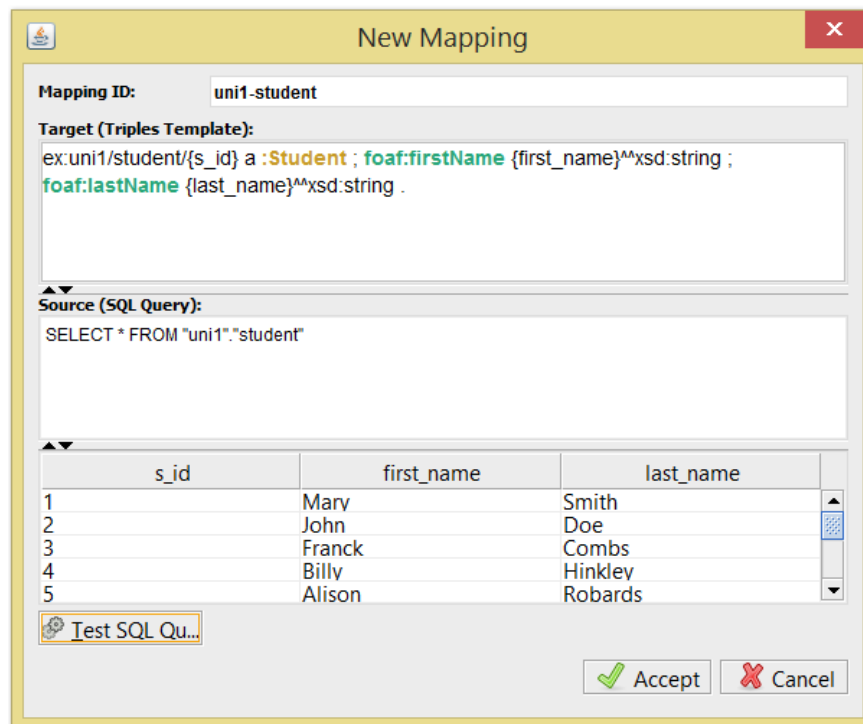 New Mapping
Mapping ID: uni1-student
Target (Triples Template):
ex:uni1/student/{s_id} a :Student ; foaf:firstName {first_name}^^xsd:string ;
foaf:lastName {last_name}^^xsd:string .
Source (SQL Query):
SELECT * FROM "uni1"."student"
s_id first_name last_name
1 Mary Smith
2 John Doe
3 Franck Combs
4 Billy Hinkley
5 Alison Robards
Test SQL Qu...
Accept Cancel